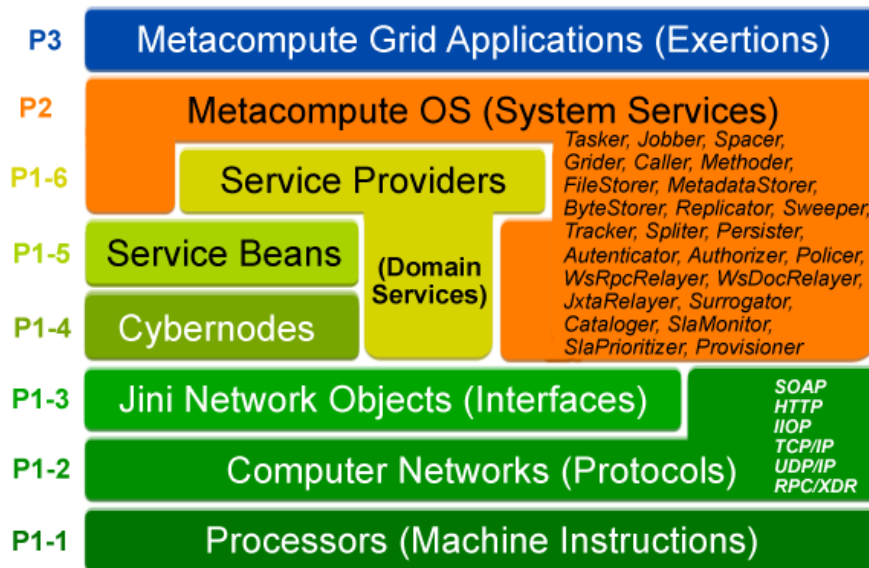 P3
Metacompute Grid Applications (Exertions)
P2
Metacompute OS (System Services)
Tasker, Jobber, Spacer,
Grider, Caller, Methoder,
FileStorer, MetadataStorer,
ByteStorer, Replicator, Sweeper,
Tracker, Spliter, Persister,
Autenticator, Authorizer, Policer,
WsRpcRelayer, WsDocRelayer,
JxtaRelayer, Surrogator,
Cataloger, SlaMonitor,
SlaPrioritizer, Provisioner
P1-6
Service Providers
(Domain
Services)
P1-5
Service Beans
P1-4
Cybernodes
P1-3
Jini Network Objects (Interfaces)
SOAP
HTTP
IIOP
TCP/IP
UDP/IP
RPC/XDR
P1-2
Computer Networks (Protocols)
P1-1
Processors (Machine Instructions)